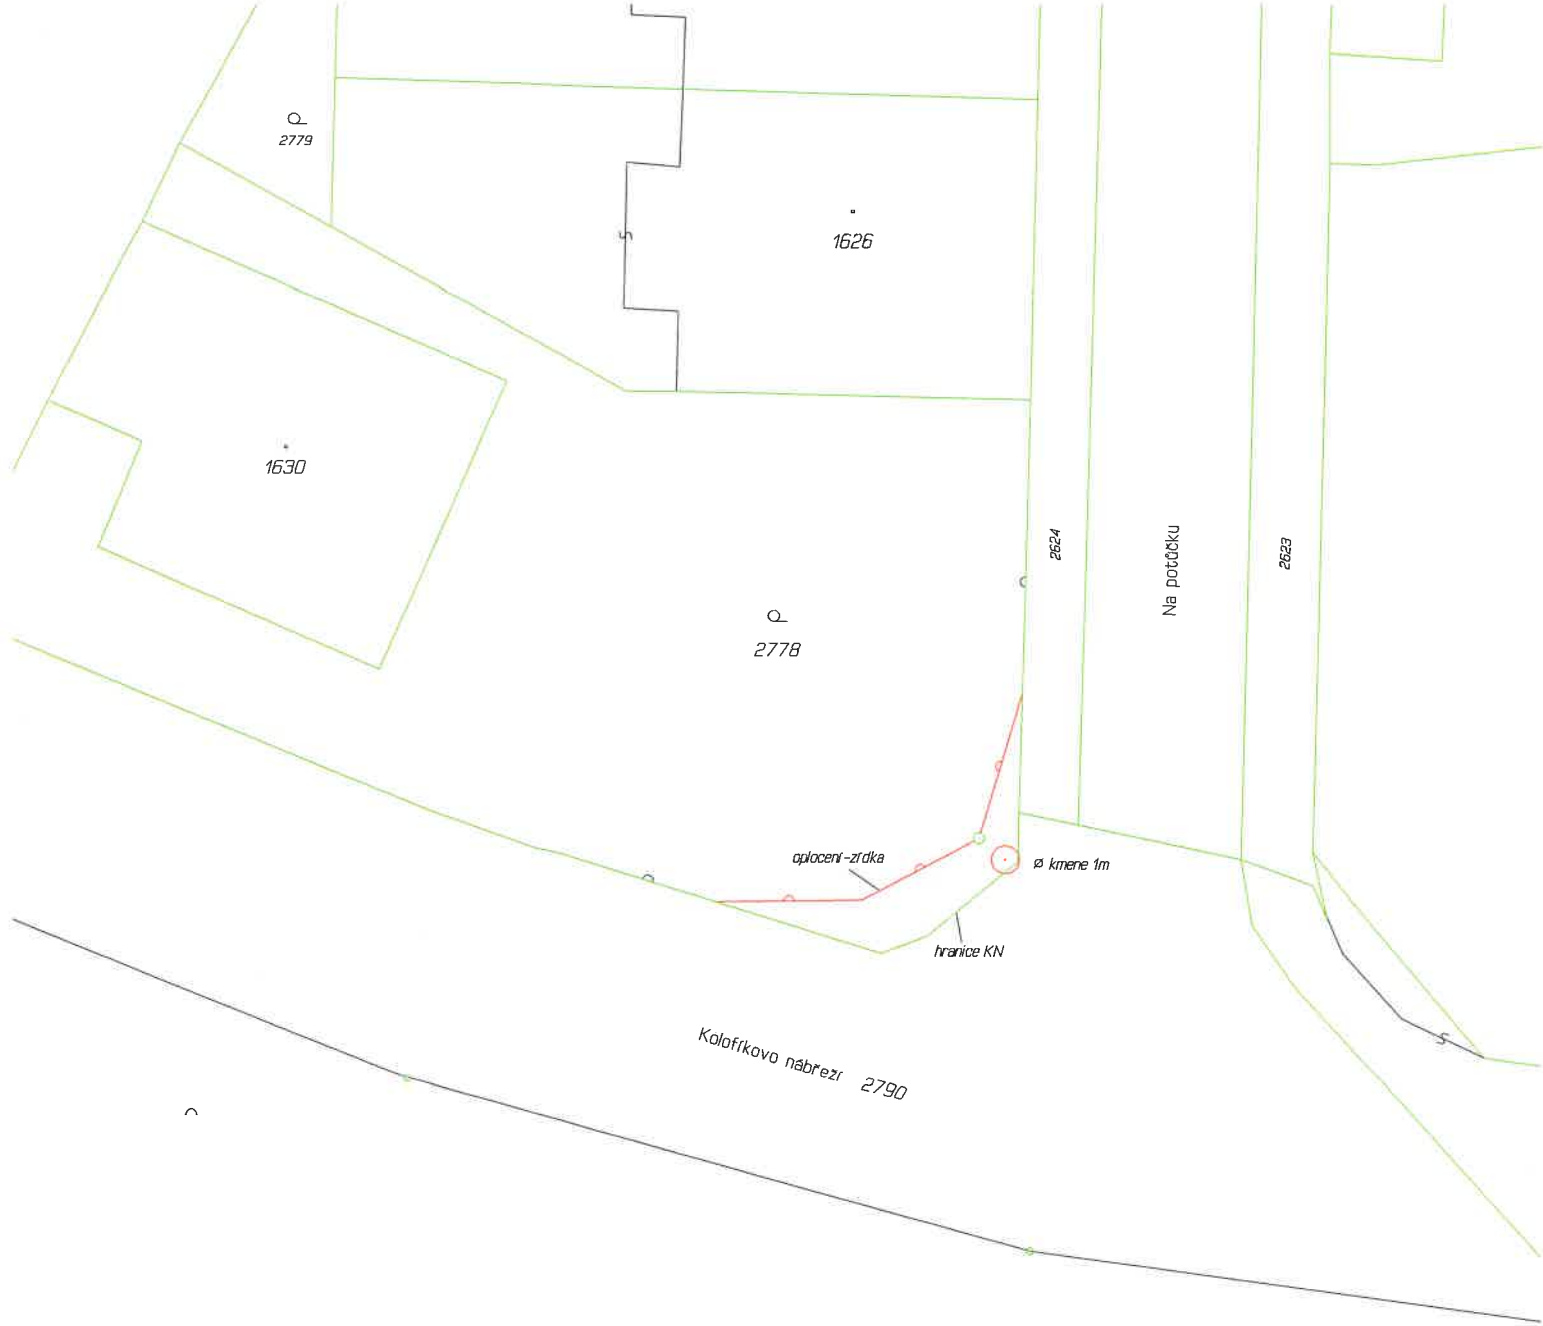 2779
1626
1630
2624
Na potůčku
2623
2778
oplocení-zídka
Ø kmene 1m
hranice KN
Kolofíkovo nábřeží 2790